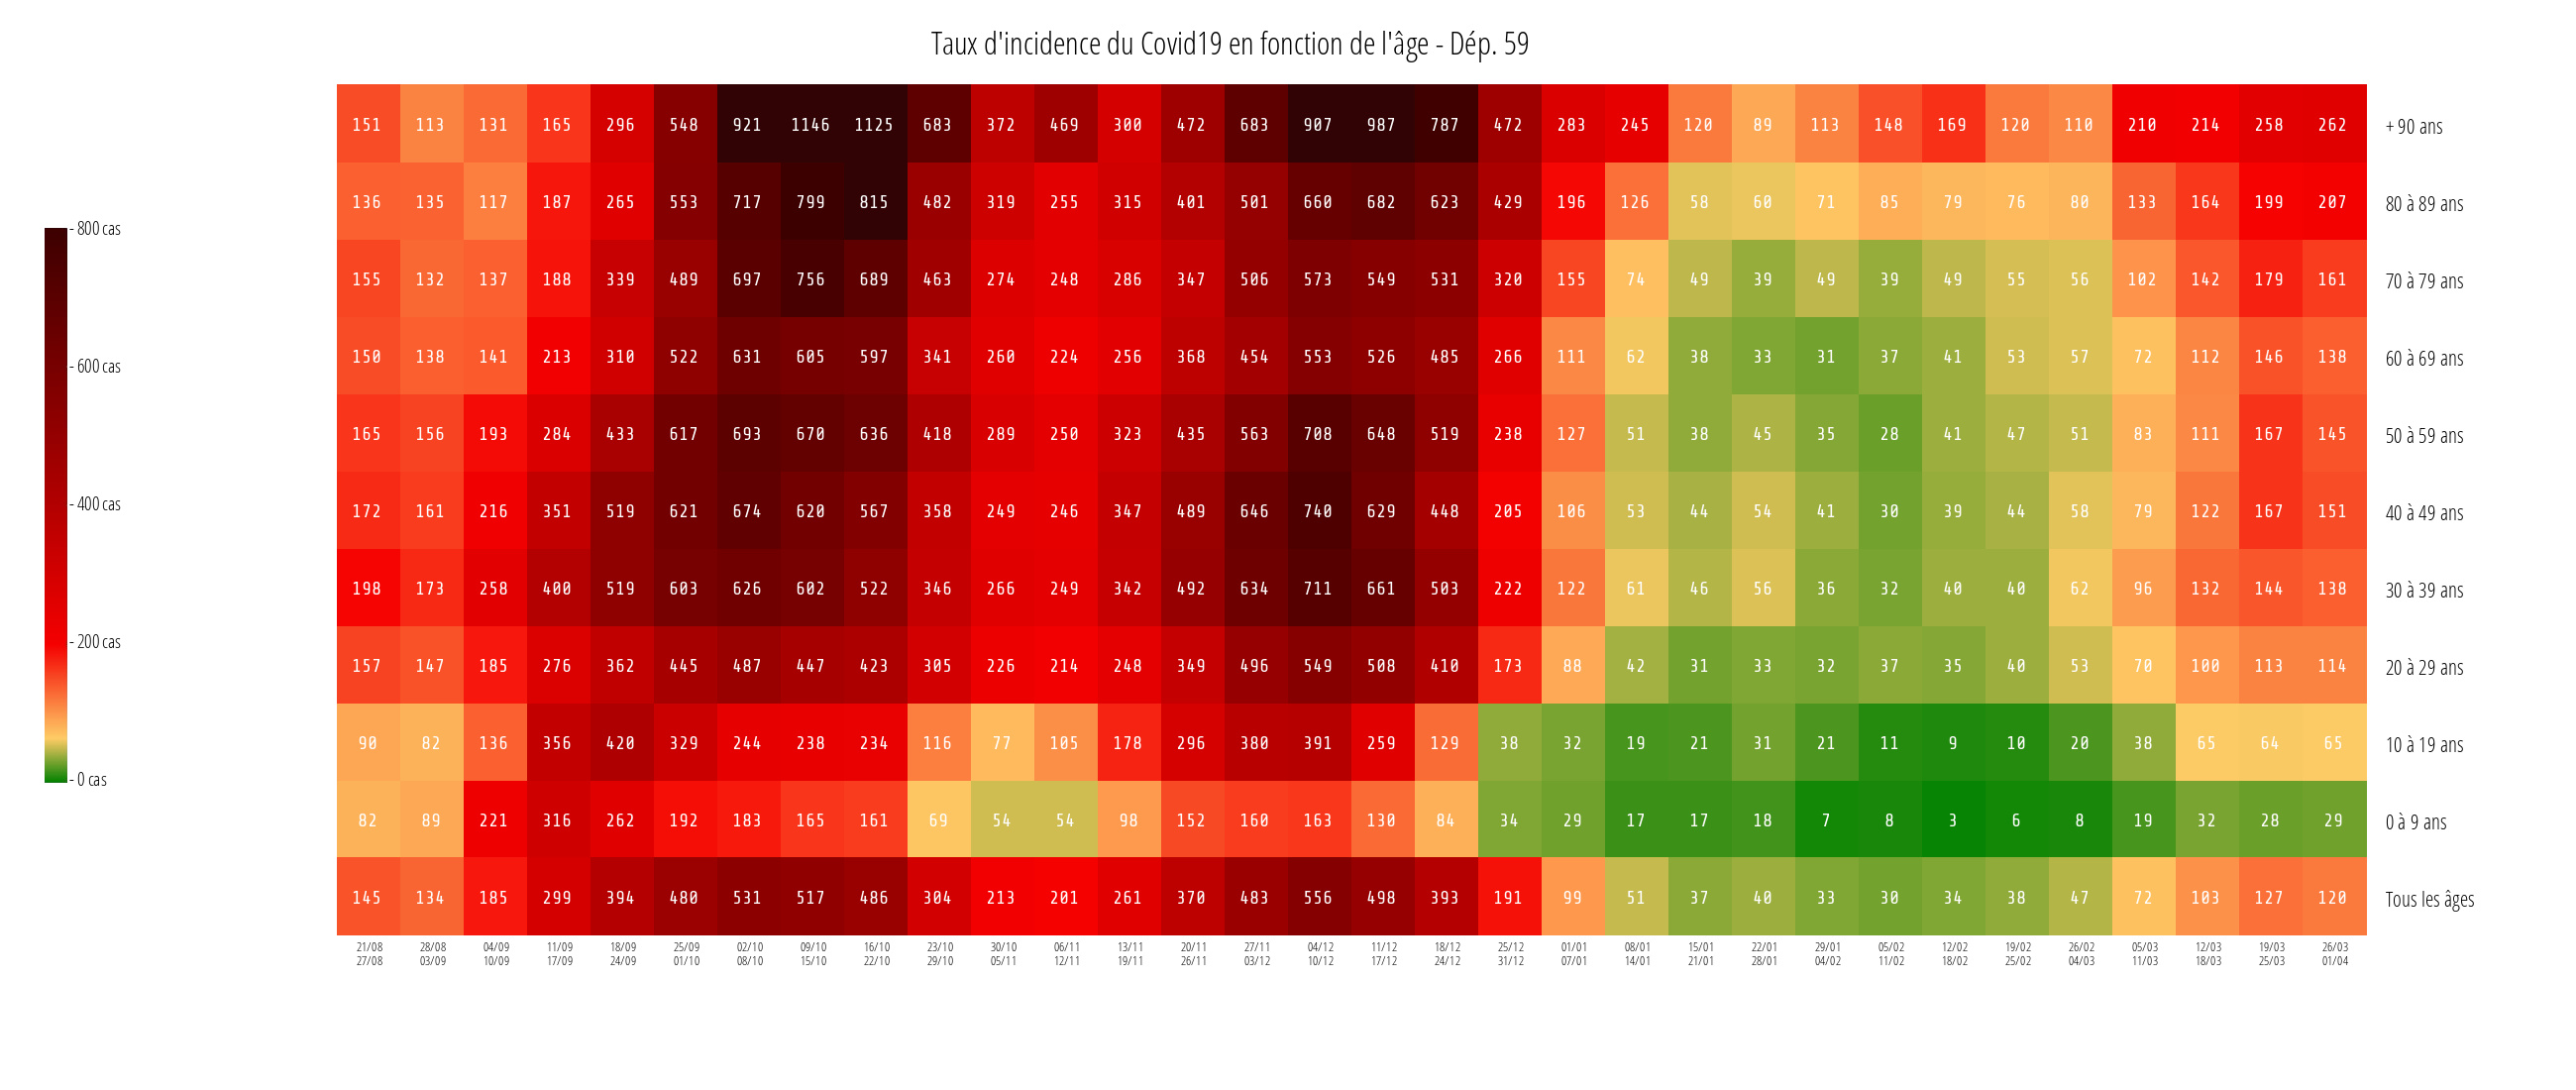 Taux d'incidence du Covid19 en fonction de l'âge - Dép. 59
151 113 131 165 296 548 921 1146 1125 683 372 469 300 472 683 907 987 787 472 283 245 120 89 113 148 169 120 110 210 214 258 262 + 90 ans
136 135 117 187 265 553 717 799 815 482 319 255 315 401 501 660 682 623 429 196 126 58 60 71 85 79 76 80 133 164 199 207 80 à 89 ans
155 132 137 188 339 489 697 756 689 463 274 248 286 347 506 573 549 531 320 155 74 49 39 49 39 49 55 56 102 142 179 161 70 à 79 ans
150 138 141 213 310 522 631 605 597 341 260 224 256 368 454 553 526 485 266 111 62 38 33 31 37 41 53 57 72 112 146 138 60 à 69 ans
165 156 193 284 433 617 693 670 636 418 289 250 323 435 563 708 648 519 238 127 51 38 45 35 28 41 47 51 83 111 167 145 50 à 59 ans
172 161 216 351 519 621 674 620 567 358 249 246 347 489 646 740 629 448 205 106 53 44 54 41 30 39 44 58 79 122 167 151 40 à 49 ans
198 173 258 400 519 603 626 602 522 346 266 249 342 492 634 711 661 503 222 122 61 46 56 36 32 40 40 62 96 132 144 138 30 à 39 ans
157 147 185 276 362 445 487 447 423 305 226 214 248 349 496 549 508 410 173 88 42 31 33 32 37 35 40 53 70 100 113 114 20 à 29 ans
90 82 136 356 420 329 244 238 234 116 77 105 178 296 380 391 259 129 38 32 19 21 31 21 11 9 10 20 38 65 64 65 10 à 19 ans
82 89 221 316 262 192 183 165 161 69 54 54 98 152 160 163 130 84 34 29 17 17 18 7 8 3 6 8 19 32 28 29 0 à 9 ans
145 134 185 299 394 480 531 517 486 304 213 201 261 370 483 556 498 393 191 99 51 37 40 33 30 34 38 47 72 103 127 120 Tous les âges
21/08 28/08 04/09 11/09 18/09 25/09 02/10 09/10 16/10 23/10 30/10 06/11 13/11 20/11 27/11 04/12 11/12 18/12 25/12 01/01 08/01 15/01 22/01 29/01 05/02 12/02 19/02 26/02 05/03 12/03 19/03 26/03
27/08 03/09 10/09 17/09 24/09 01/10 08/10 15/10 22/10 29/10 05/11 12/11 19/11 26/11 03/12 10/12 17/12 24/12 31/12 07/01 14/01 21/01 28/01 04/02 11/02 18/02 25/02 04/03 11/03 18/03 25/03 01/04
- 800 cas
- 600 cas
- 400 cas
- 200 cas
- 0 cas